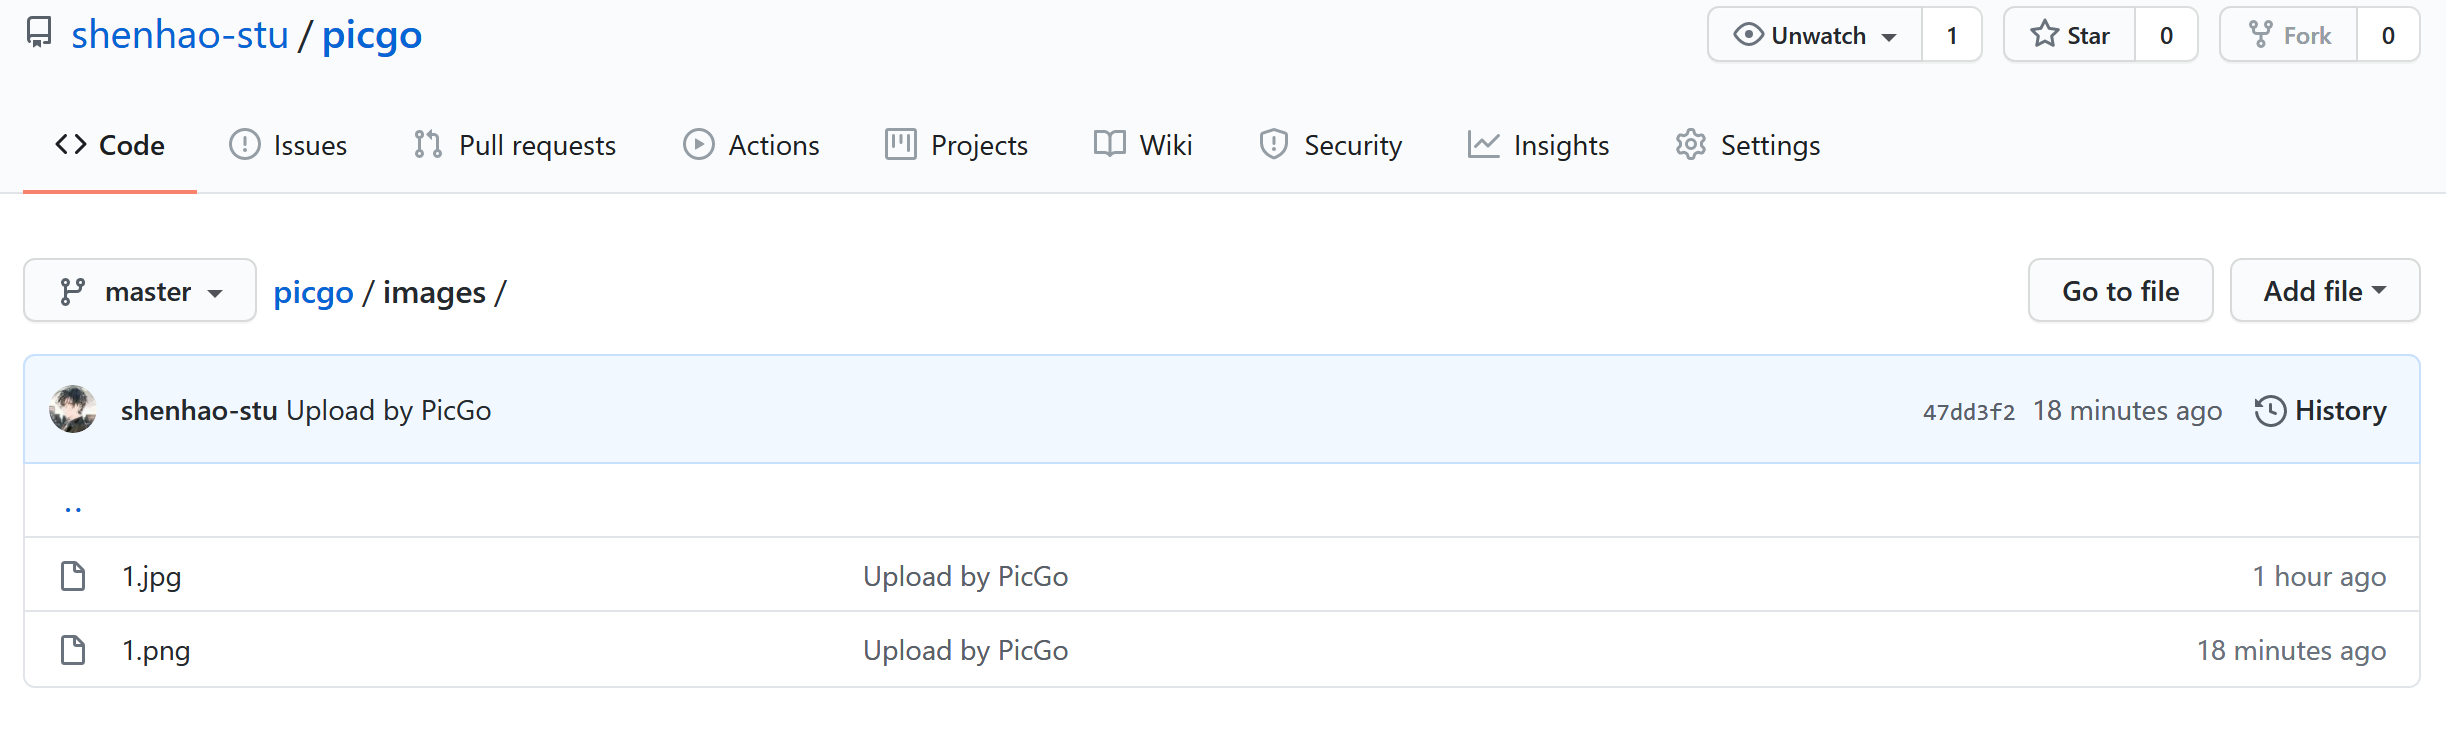 shenhao-stu / picgo Unwatch 1 Star 0 Fork 0
Code Issues Pull requests Actions Projects Wiki Security Insights Settings
master picgo / images / Go to file Add file
shenhao-stu Upload by PicGo 47dd3f2 18 minutes ago History
..
1.jpg Upload by PicGo 1 hour ago
1.png Upload by PicGo 18 minutes ago